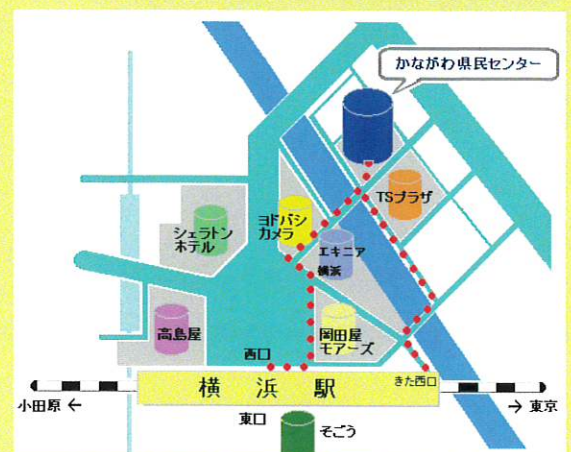 かながわ県民センター
TSプラザ
ヨドバシ
カメラ
シェラトン
ホテル
エキニア
横浜
高島屋
岡田屋
モアーズ
西口
きた西口
横浜駅
小田原 ←
→ 東京
東口
そごう